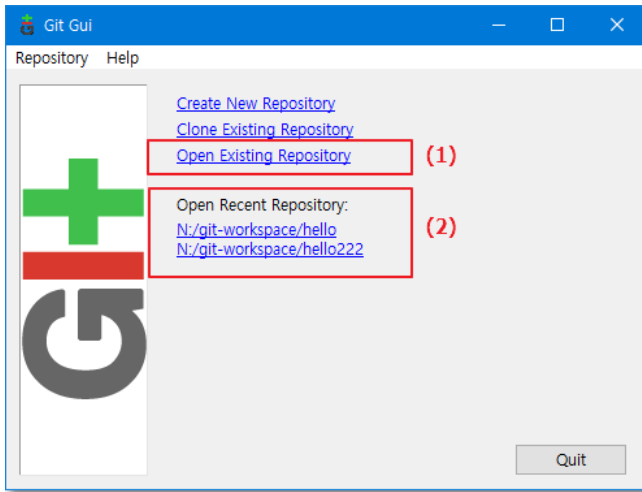 Git Gui
Repository Help
Create New Repository
Clone Existing Repository
Open Existing Repository (1)
Open Recent Repository:
N:/git-workspace/hello (2)
N:/git-workspace/hello222
GIt
Quit